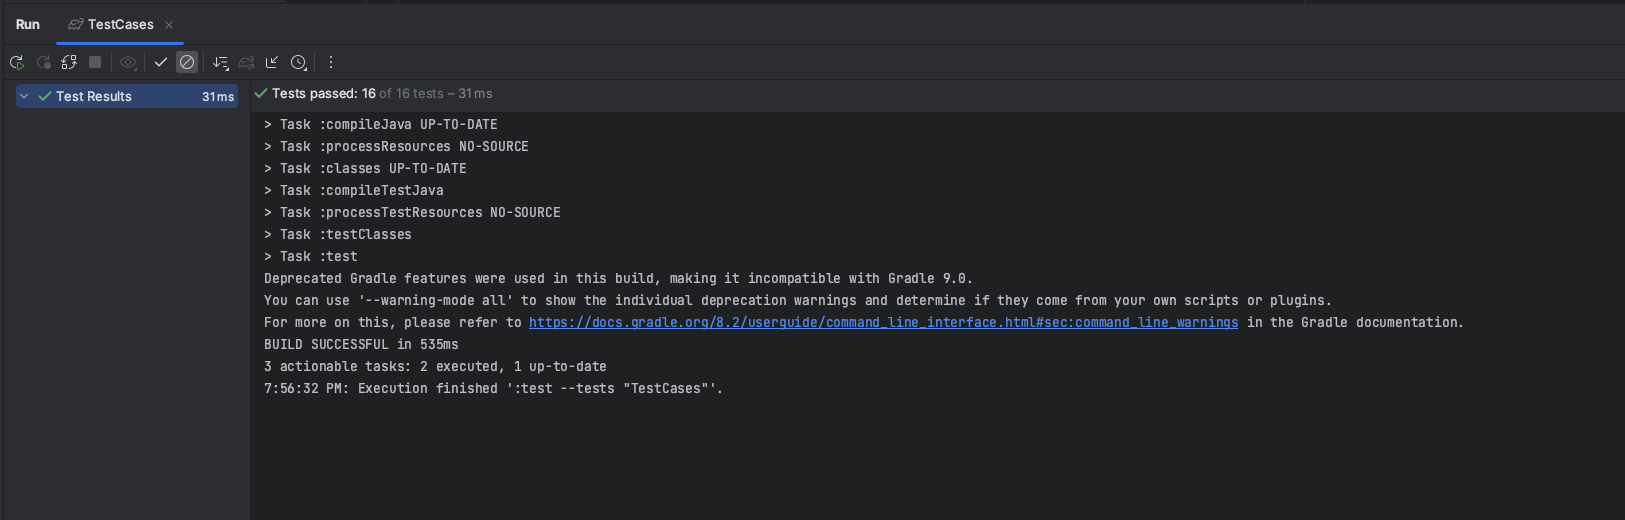 Run TestCases
Test Results 31 ms
Tests passed: 16 of 16 tests – 31 ms
> Task :compileJava UP-TO-DATE
> Task :processResources NO-SOURCE
> Task :classes UP-TO-DATE
> Task :compileTestJava
> Task :processTestResources NO-SOURCE
> Task :testClasses
> Task :test
Deprecated Gradle features were used in this build, making it incompatible with Gradle 9.0.
You can use '--warning-mode all' to show the individual deprecation warnings and determine if they come from your own scripts or plugins.
For more on this, please refer to https://docs.gradle.org/8.2/userguide/command_line_interface.html#sec:command_line_warnings in the Gradle documentation.
BUILD SUCCESSFUL in 535ms
3 actionable tasks: 2 executed, 1 up-to-date
7:56:32 PM: Execution finished ':test --tests "TestCases"'.